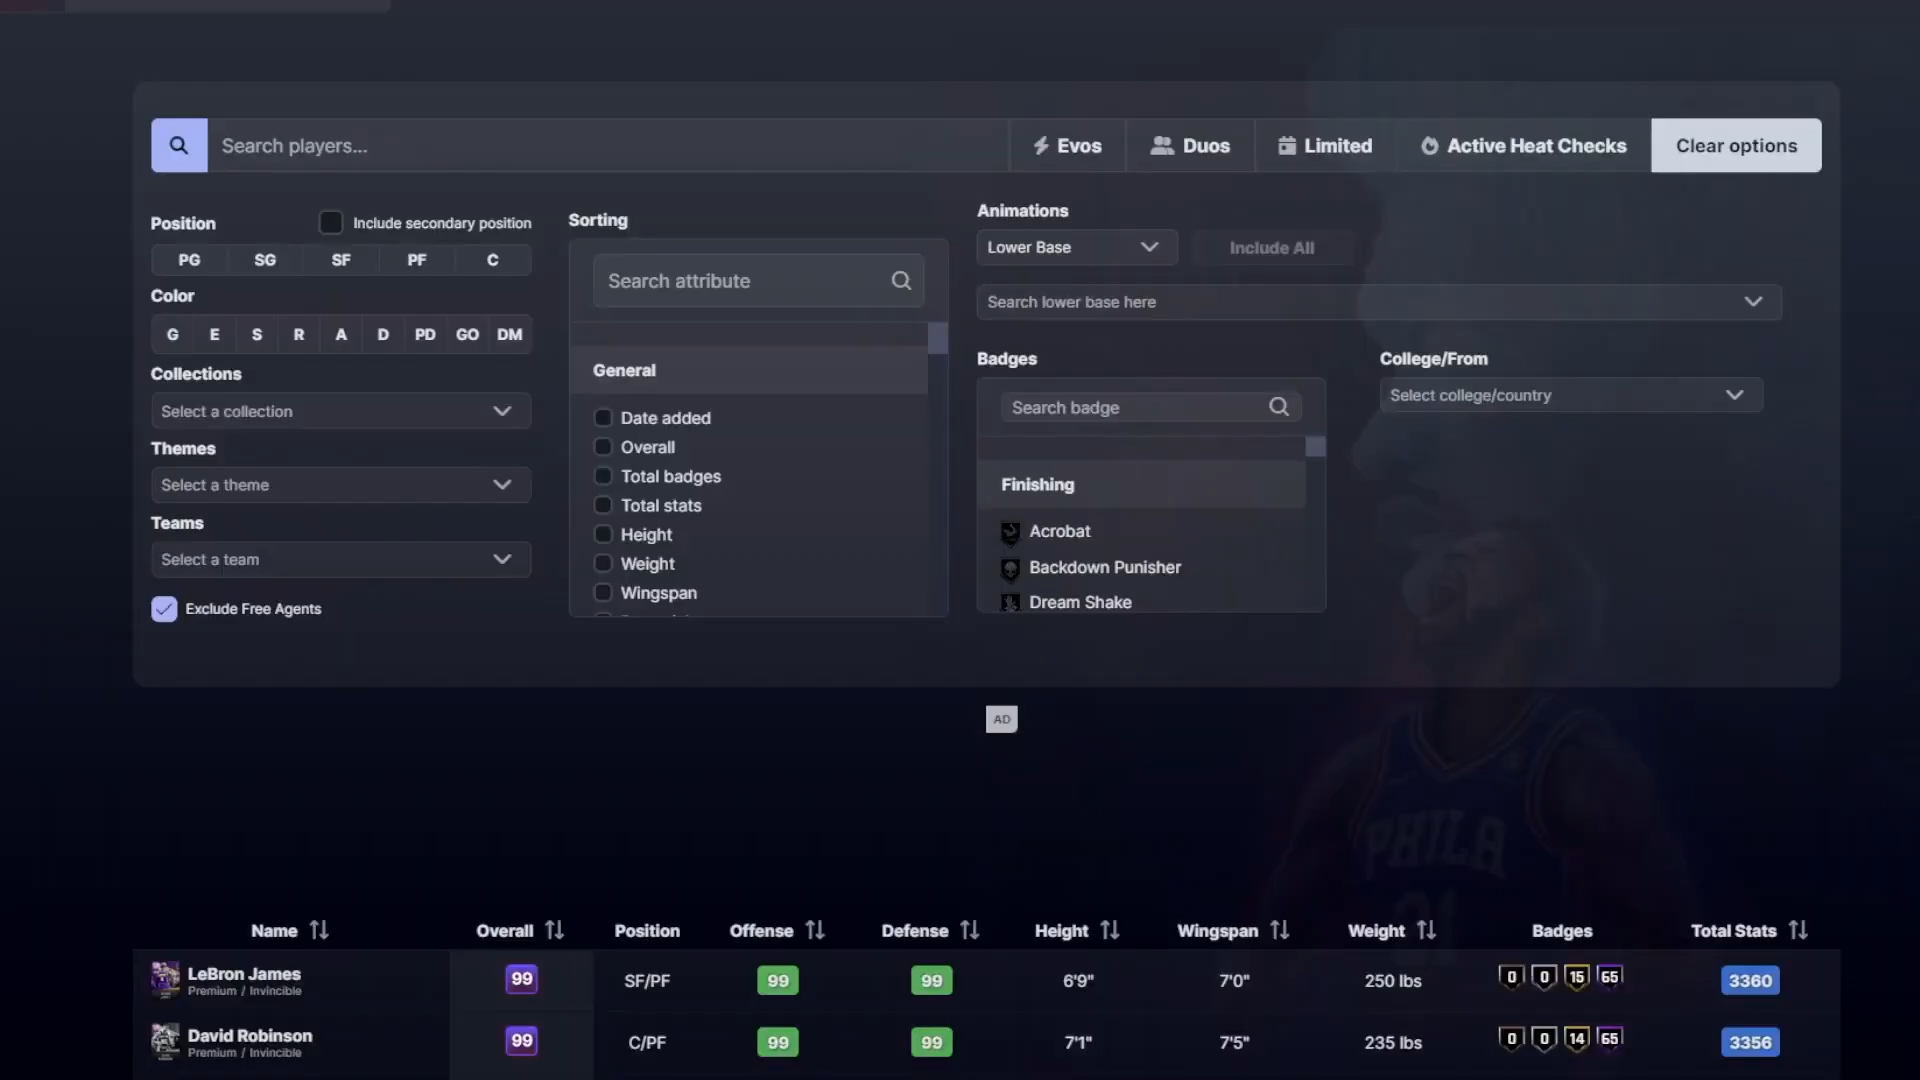 Search players...
Evos
Duos
Limited
Active Heat Checks
Clear options
Position
Include secondary position
PG SG SF PF C
Color
G E S R A D PD GO DM
Collections
Select a collection
Themes
Select a theme
Teams
Select a team
Exclude Free Agents
Sorting
Search attribute
General
Date added
Overall
Total badges
Total stats
Height
Weight
Wingspan
Animations
Lower Base
Include All
Search lower base here
Badges
Search badge
Finishing
Acrobat
Backdown Punisher
Dream Shake
College/From
Select college/country
AD
PHILA
Name Overall Position Offense Defense Height Wingspan Weight Badges Total Stats
LeBron James
Premium / Invincible
99 SF/PF 99 99 6'9" 7'0" 250 lbs 0 0 15 65 3360
David Robinson
Premium / Invincible
99 C/PF 99 99 7'1" 7'5" 235 lbs 0 0 14 65 3356